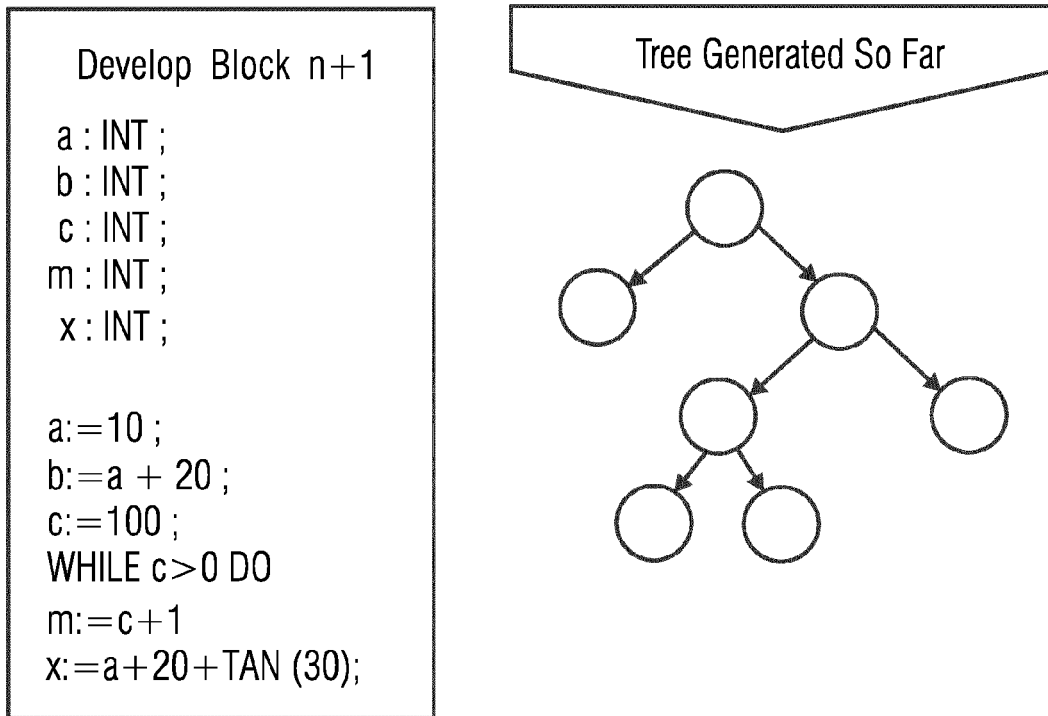 Develop Block n+1
a : INT ;
b : INT ;
c : INT ;
m : INT ;
x : INT ;
a:=10 ;
b:=a + 20 ;
c:=100 ;
WHILE c>0 DO
m:=c+1
x:=a+20+TAN (30);
Tree Generated So Far